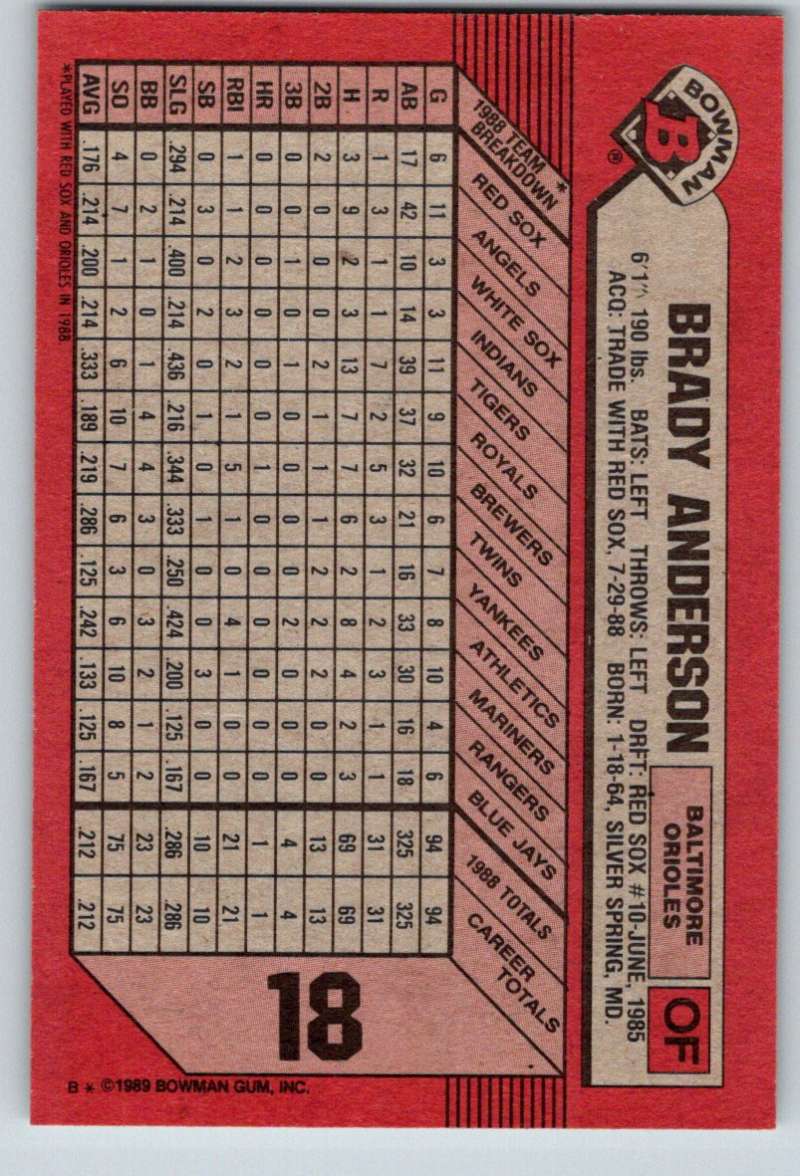 BOWMAN
B
®
BRADY ANDERSON
BALTIMORE
ORIOLES
OF
6'1" 190 lbs. BATS: LEFT THROWS: LEFT DRFT: RED SOX #10-JUNE, 1985
ACQ: TRADE WITH RED SOX, 7-29-88 BORN: 1-18-64, SILVER SPRING, MD.
1988 TEAM
BREAKDOWN *
RED SOX
ANGELS
WHITE SOX
INDIANS
TIGERS
ROYALS
BREWERS
TWINS
YANKEES
ATHLETICS
MARINERS
RANGERS
BLUE JAYS
1988 TOTALS
CAREER
TOTALS
G 6 11 3 3 11 9 10 6 7 8 10 4 6 94 94
AB 17 42 10 14 39 37 32 21 16 33 30 16 18 325 325
R 1 3 1 1 7 2 5 3 1 2 3 1 1 31 31
H 3 9 2 3 13 7 7 6 2 8 4 2 3 69 69
2B 2 0 0 0 2 1 1 1 2 2 2 0 0 13 13
3B 0 0 1 0 1 0 0 0 0 2 0 0 0 4 4
HR 0 0 0 0 0 0 1 0 0 0 0 0 0 1 1
RBI 1 1 2 3 2 1 5 1 0 4 1 0 0 21 21
SB 0 3 0 2 0 1 0 1 0 0 3 0 0 10 10
SLG .294 .214 .400 .214 .436 .216 .344 .333 .250 .424 .200 .125 .167 .286 .286
BB 0 2 1 0 1 4 4 3 0 3 2 1 2 23 23
SO 4 7 1 2 6 10 7 6 3 6 10 8 5 75 75
AVG .176 .214 .200 .214 .333 .189 .219 .286 .125 .242 .133 .125 .167 .212 .212
*PLAYED WITH RED SOX AND ORIOLES IN 1988.
18
B * ©1989 BOWMAN GUM, INC.